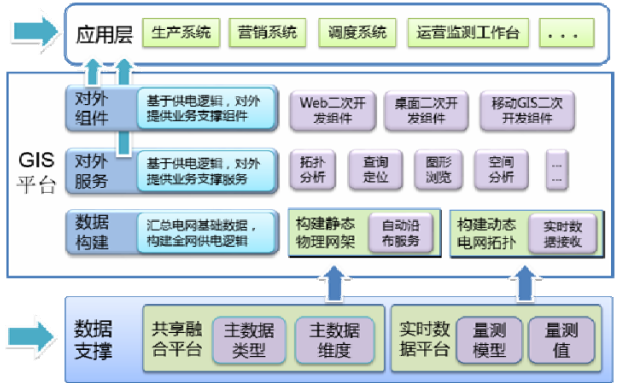 应用层 生产系统 营销系统 调度系统 运营监测工作台 ...
GIS
平台
对外
组件
基于供电逻辑，对外
提供业务支撑组件
Web二次开
发组件
桌面二次开
发组件
移动GIS二次
开发组件
对外
服务
基于供电逻辑，对外
提供业务支撑服务
拓扑
分析
查询
定位
图形
浏览
空间
分析
...
...
数据
构建
汇总电网基础数据，
构建全网供电逻辑
构建静态
物理网架
自动沿
布服务
构建动态
电网拓扑
实时数
据接收
数据
支撑
共享融
合平台
主数据
类型
主数据
维度
实时数
据平台
量测
模型
量测
值